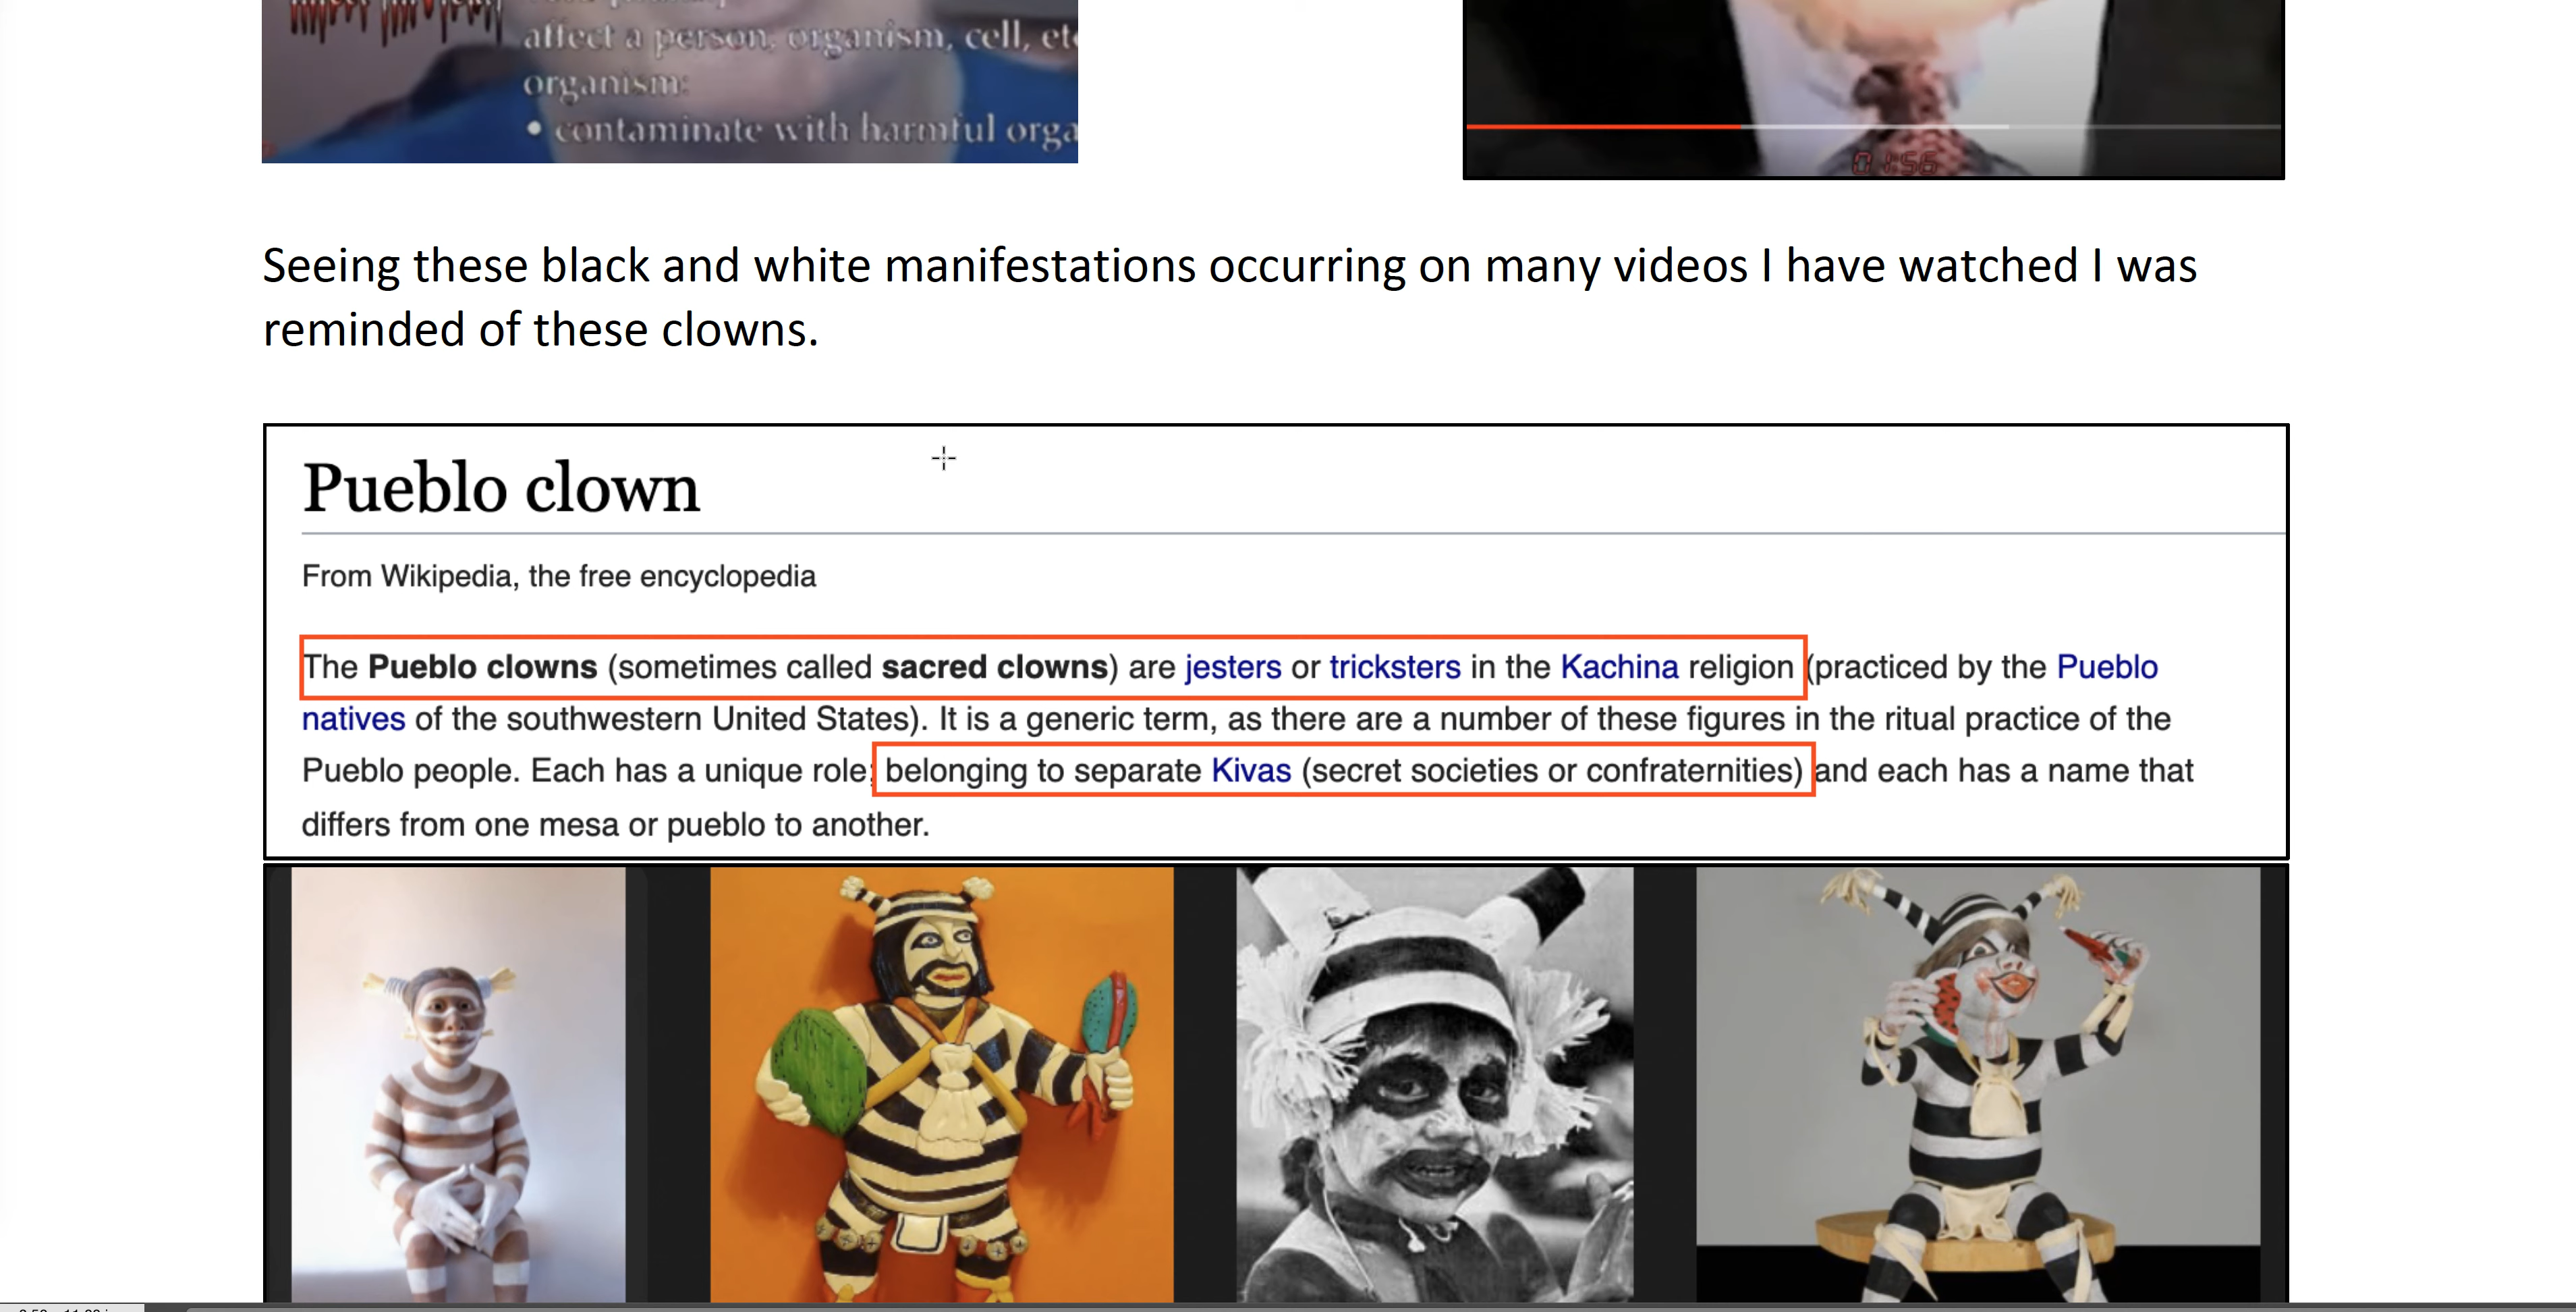 affect a person, organism, cell, etc
organism:
• contaminate with harmful orga
01:56
Seeing these black and white manifestations occurring on many videos I have watched I was
reminded of these clowns.
Pueblo clown
From Wikipedia, the free encyclopedia
The Pueblo clowns (sometimes called sacred clowns) are jesters or tricksters in the Kachina religion (practiced by the Pueblo
natives of the southwestern United States). It is a generic term, as there are a number of these figures in the ritual practice of the
Pueblo people. Each has a unique role; belonging to separate Kivas (secret societies or confraternities) and each has a name that
differs from one mesa or pueblo to another.